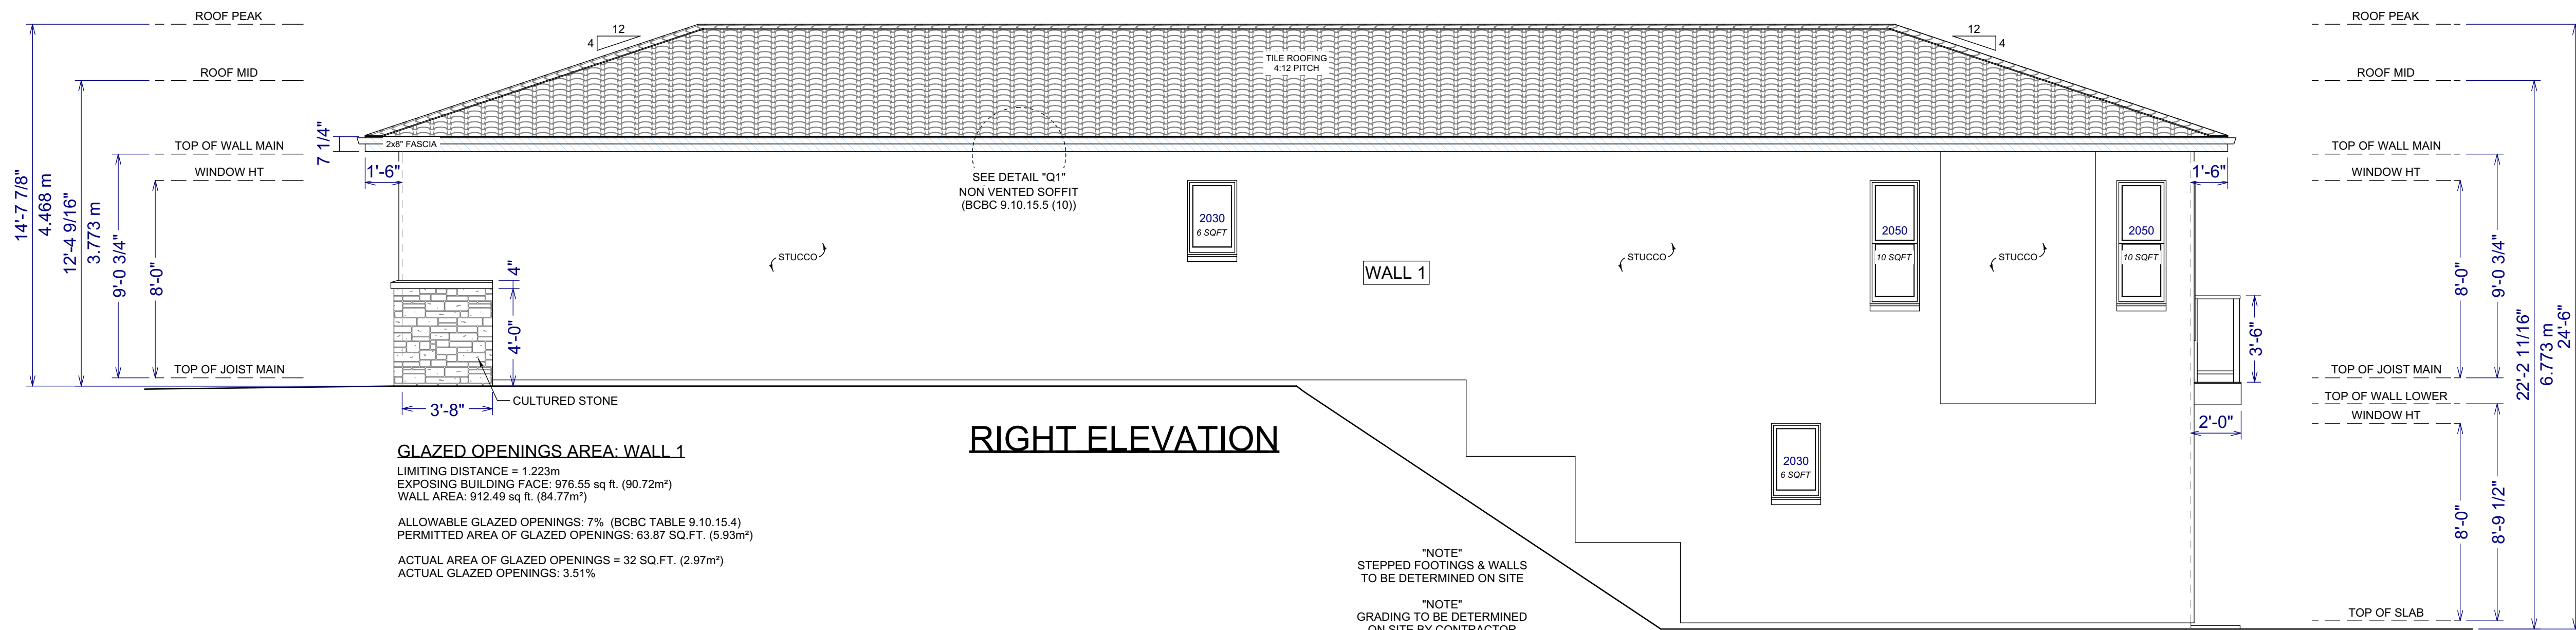 ROOF PEAK
ROOF MID
TOP OF WALL MAIN
WINDOW HT
TOP OF JOIST MAIN
14'-7 7/8"
4.468 m
12'-4 9/16"
3.773 m
9'-0 3/4"
8'-0"
7 1/4"
1'-6"
2x8" FASCIA
12
4
TILE ROOFING
4:12 PITCH
12
4
SEE DETAIL "Q1"
NON VENTED SOFFIT
(BCBC 9.10.15.5 (10))
STUCCO
2030
6 SQFT
WALL 1
STUCCO
2050
10 SQFT
STUCCO
2050
10 SQFT
4"
4'-0"
3'-8"
CULTURED STONE
2030
6 SQFT
1'-6"
3'-6"
2'-0"
ROOF PEAK
ROOF MID
TOP OF WALL MAIN
WINDOW HT
TOP OF JOIST MAIN
TOP OF WALL LOWER
WINDOW HT
TOP OF SLAB
8'-0"
9'-0 3/4"
8'-0"
8'-9 1/2"
22'-2 11/16"
6.773 m
24'-6"
RIGHT ELEVATION
GLAZED OPENINGS AREA: WALL 1
LIMITING DISTANCE = 1.223m
EXPOSING BUILDING FACE: 976.55 sq ft. (90.72m²)
WALL AREA: 912.49 sq ft. (84.77m²)
ALLOWABLE GLAZED OPENINGS: 7% (BCBC TABLE 9.10.15.4)
PERMITTED AREA OF GLAZED OPENINGS: 63.87 SQ.FT. (5.93m²)
ACTUAL AREA OF GLAZED OPENINGS = 32 SQ.FT. (2.97m²)
ACTUAL GLAZED OPENINGS: 3.51%
"NOTE"
STEPPED FOOTINGS & WALLS
TO BE DETERMINED ON SITE
"NOTE"
GRADING TO BE DETERMINED
ON SITE BY CONTRACTOR